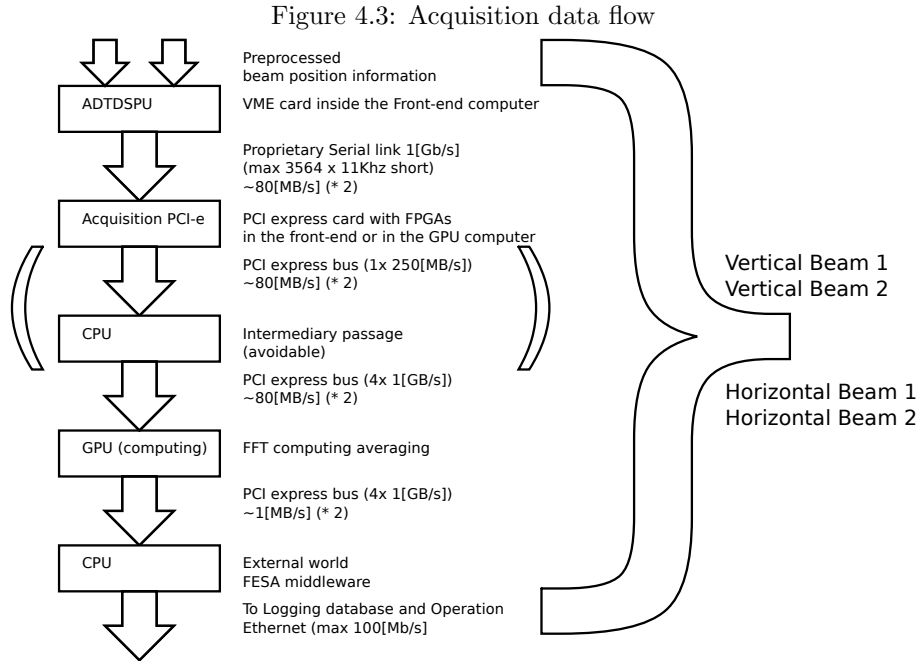 Figure 4.3: Acquisition data flow
Preprocessed
beam position information
ADTDSPU
VME card inside the Front-end computer
Proprietary Serial link 1[Gb/s]
(max 3564 x 11Khz short)
~80[MB/s] (* 2)
Acquisition PCI-e
PCI express card with FPGAs
in the front-end or in the GPU computer
PCI express bus (1x 250[MB/s])
~80[MB/s] (* 2)
CPU
Intermediary passage
(avoidable)
PCI express bus (4x 1[GB/s])
~80[MB/s] (* 2)
GPU (computing)
FFT computing averaging
PCI express bus (4x 1[GB/s])
~1[MB/s] (* 2)
CPU
External world
FESA middleware
To Logging database and Operation
Ethernet (max 100[Mb/s]
Vertical Beam 1
Vertical Beam 2
Horizontal Beam 1
Horizontal Beam 2